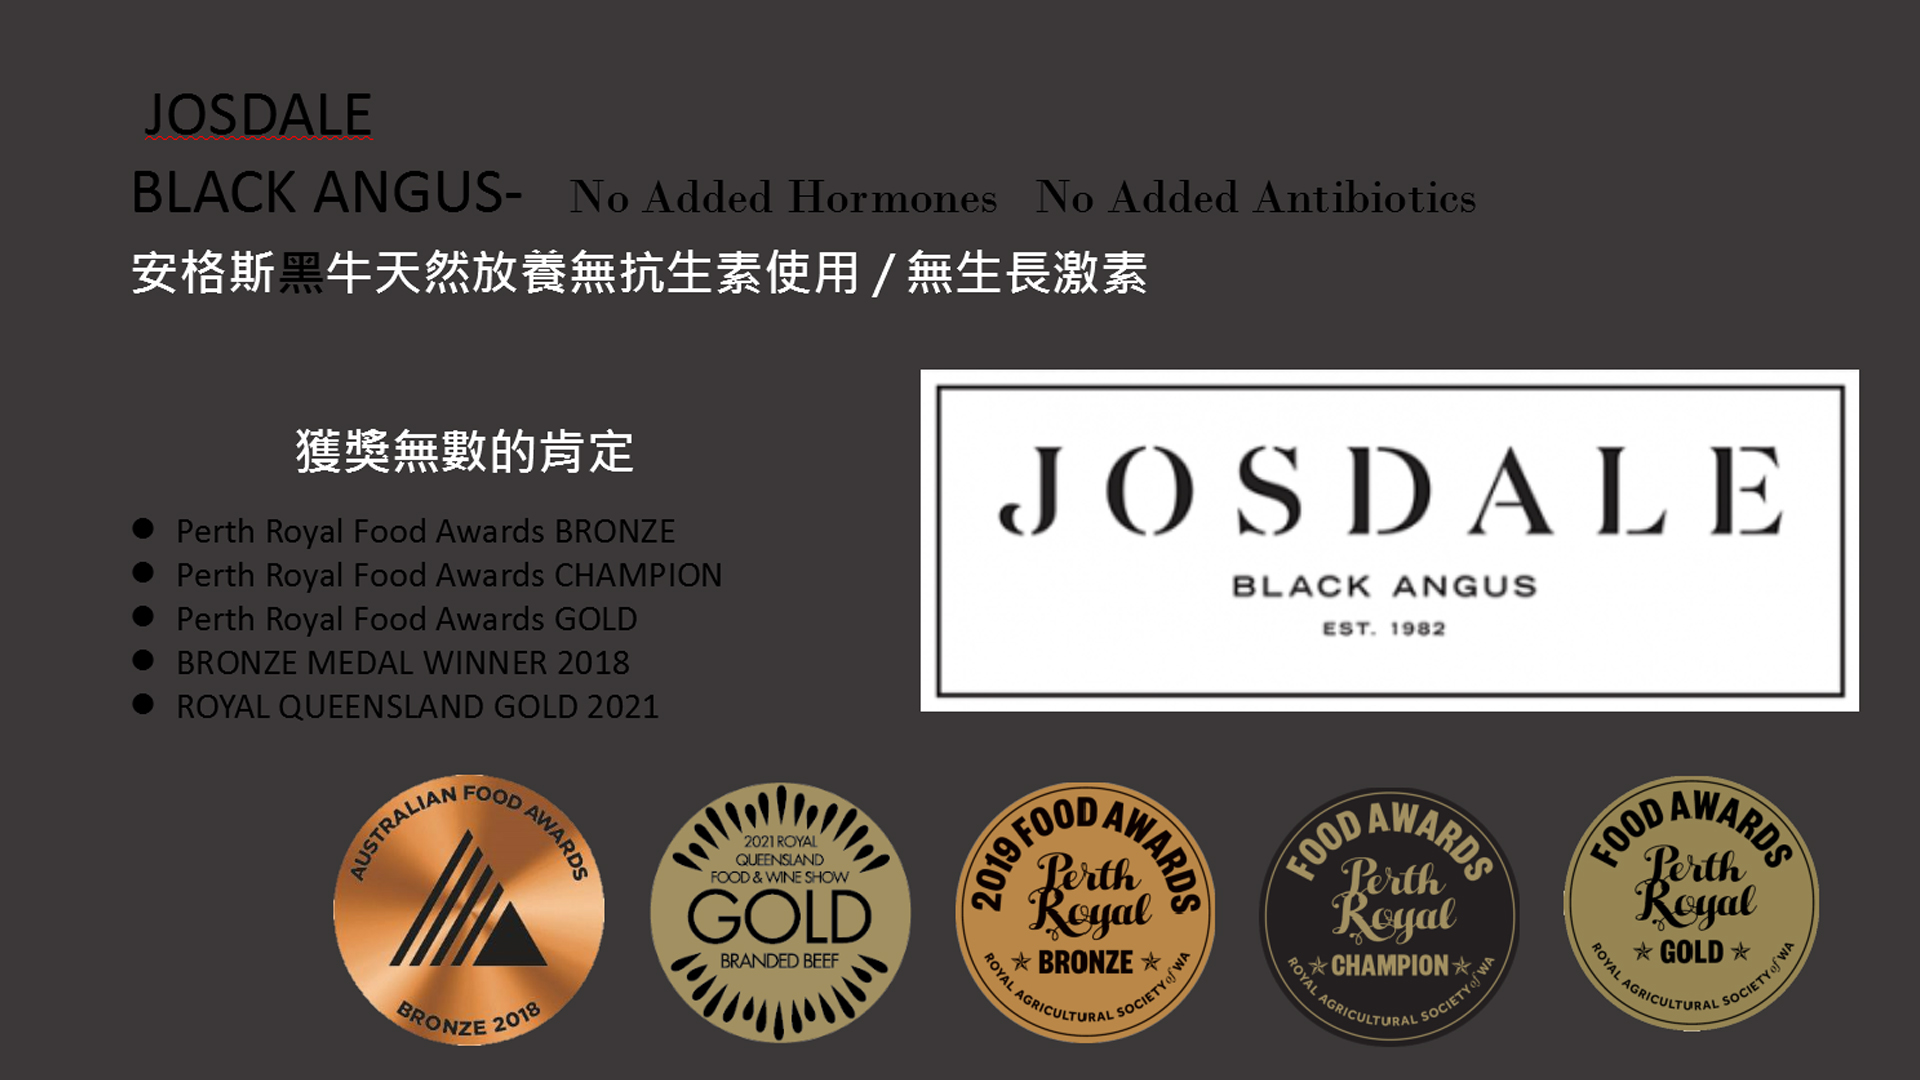 JOSDALE
BLACK ANGUS- No Added Hormones No Added Antibiotics
安格斯黑牛天然放養無抗生素使用 / 無生長激素
獲獎無數的肯定
● Perth Royal Food Awards BRONZE
● Perth Royal Food Awards CHAMPION
● Perth Royal Food Awards GOLD
● BRONZE MEDAL WINNER 2018
● ROYAL QUEENSLAND GOLD 2021
JOSDALE
BLACK ANGUS
EST. 1982
AUSTRALIAN FOOD AWARDS
BRONZE 2018
2021 ROYAL
QUEENSLAND
FOOD & WINE SHOW
GOLD
BRANDED BEEF
2019 FOOD AWARDS
Perth
Royal
BRONZE
ROYAL AGRICULTURAL SOCIETY of WA
FOOD AWARDS
Perth
Royal
CHAMPION
ROYAL AGRICULTURAL SOCIETY of WA
FOOD AWARDS
Perth
Royal
GOLD
ROYAL AGRICULTURAL SOCIETY of WA